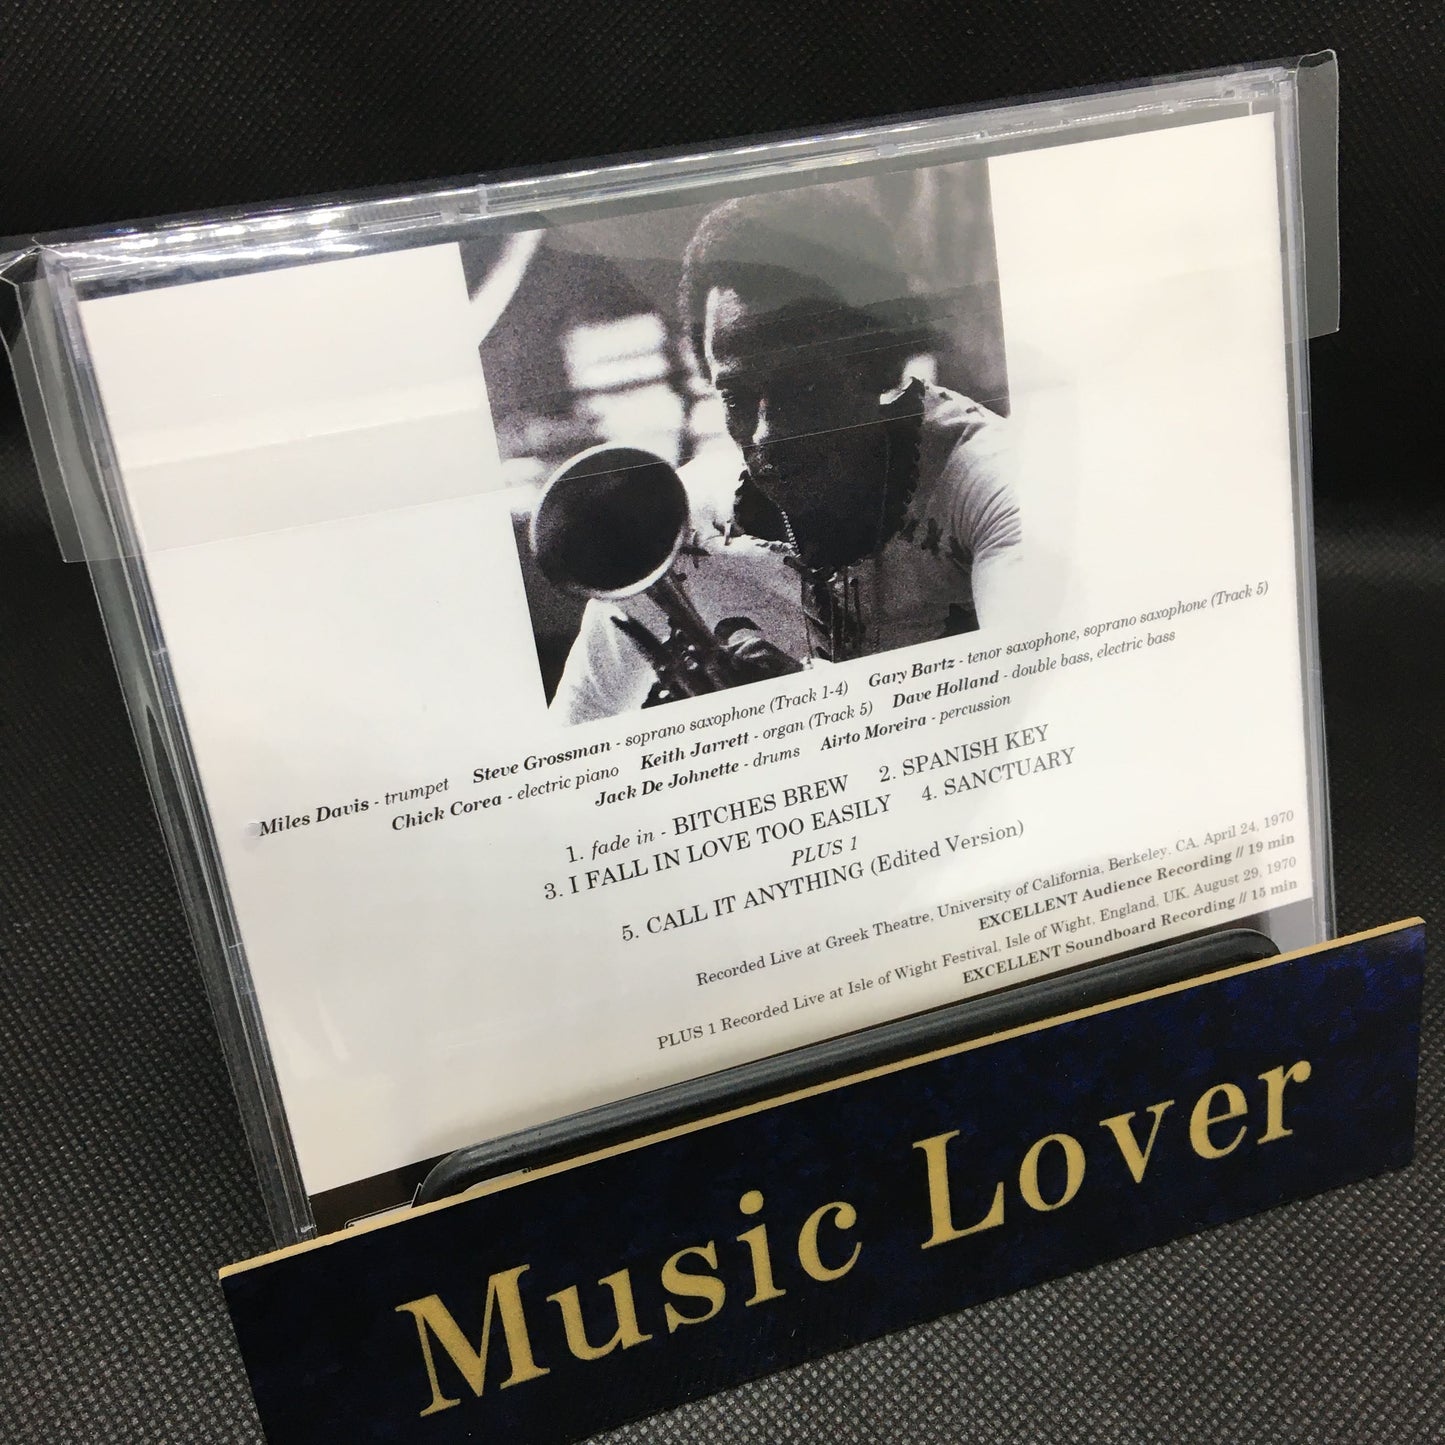 Miles Davis - trumpet Steve Grossman - soprano saxophone (Track 1-4) Gary Bartz - tenor saxophone, soprano saxophone (Track 5)
Chick Corea - electric piano Keith Jarrett - organ (Track 5) Dave Holland - double bass, electric bass
Jack De Johnette - drums Airto Moreira - percussion
1. fade in - BITCHES BREW 2. SPANISH KEY
3. I FALL IN LOVE TOO EASILY 4. SANCTUARY
PLUS 1
5. CALL IT ANYTHING (Edited Version)
Recorded Live at Greek Theatre, University of California, Berkeley, CA, April 24, 1970
EXCELLENT Audience Recording // 19 min
PLUS 1 Recorded Live at Isle of Wight Festival, Isle of Wight, England, UK, August 29, 1970
EXCELLENT Soundboard Recording // 15 min
Music Lover